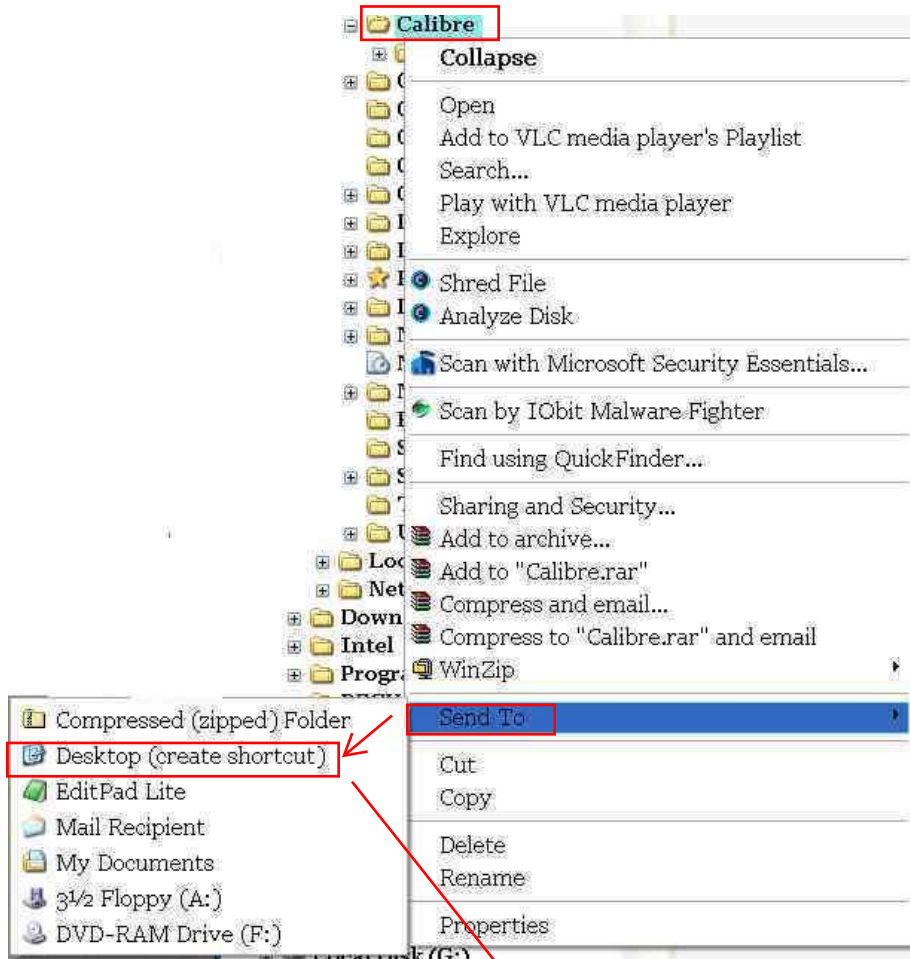 Calibre
Collapse
Open
Add to VLC media player's Playlist
Search...
Play with VLC media player
Explore
Shred File
Analyze Disk
Scan with Microsoft Security Essentials...
Scan by IObit Malware Fighter
Find using QuickFinder...
Sharing and Security...
Add to archive...
Add to "Calibre.rar"
Compress and email...
Compress to "Calibre.rar" and email
WinZip
Send To
Cut
Copy
Delete
Rename
Properties
Loc
Net
Down
Intel
Progra
Compressed (zipped) Folder
Desktop (create shortcut)
EditPad Lite
Mail Recipient
My Documents
3½ Floppy (A:)
DVD-RAM Drive (F:)
Local Disk (G:)